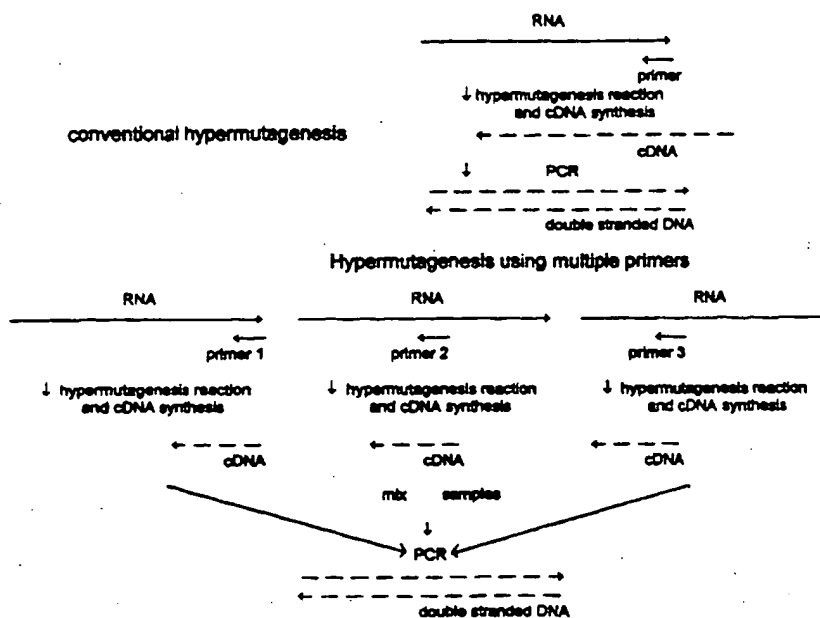 RNA
primer
↓ hypermutagenesis reaction
and cDNA synthesis
conventional hypermutagenesis
cDNA
↓ PCR
double stranded DNA
Hypermutagenesis using multiple primers
RNA RNA RNA
primer 1 primer 2 primer 3
↓ hypermutagenesis reaction ↓ hypermutagenesis reaction ↓ hypermutagenesis reaction
and cDNA synthesis and cDNA synthesis and cDNA synthesis
cDNA cDNA cDNA
mix samples
↓
PCR
double stranded DNA